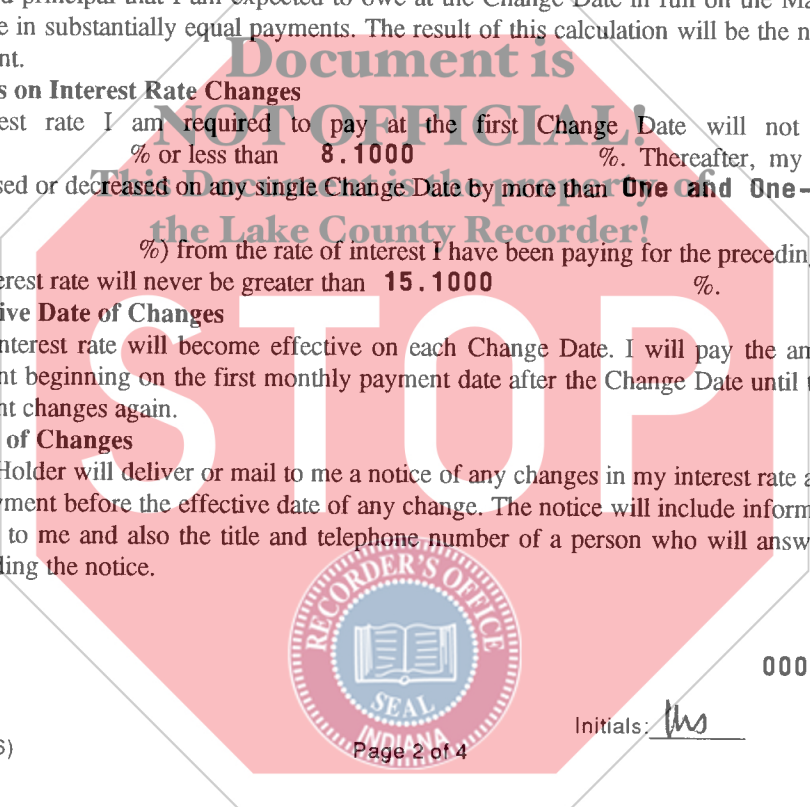 principal that I am expected to owe at the Change Date in full on the
e in substantially equal payments. The result of this calculation will be the n
nt.
s on Interest Rate Changes
est rate I am required to pay at the first Change Date will not
% or less than 8.1000 %. Thereafter, my
sed or decreased on any single Change Date by more than One and One-
%) from the rate of interest I have been paying for the preceding
erest rate will never be greater than 15.1000 %.
ive Date of Changes
nterest rate will become effective on each Change Date. I will pay the am
nt beginning on the first monthly payment date after the Change Date until
nt changes again.
of Changes
Holder will deliver or mail to me a notice of any changes in my interest rate a
yment before the effective date of any change. The notice will include inform
to me and also the title and telephone number of a person who will answ
ding the notice.
Document is
NOT OFFICIAL!
This Document is the property of
the Lake County Recorder!
STOP
RECORDER'S OFFICE
SEAL
INDIANA
000
Initials:
Page 2 of 4